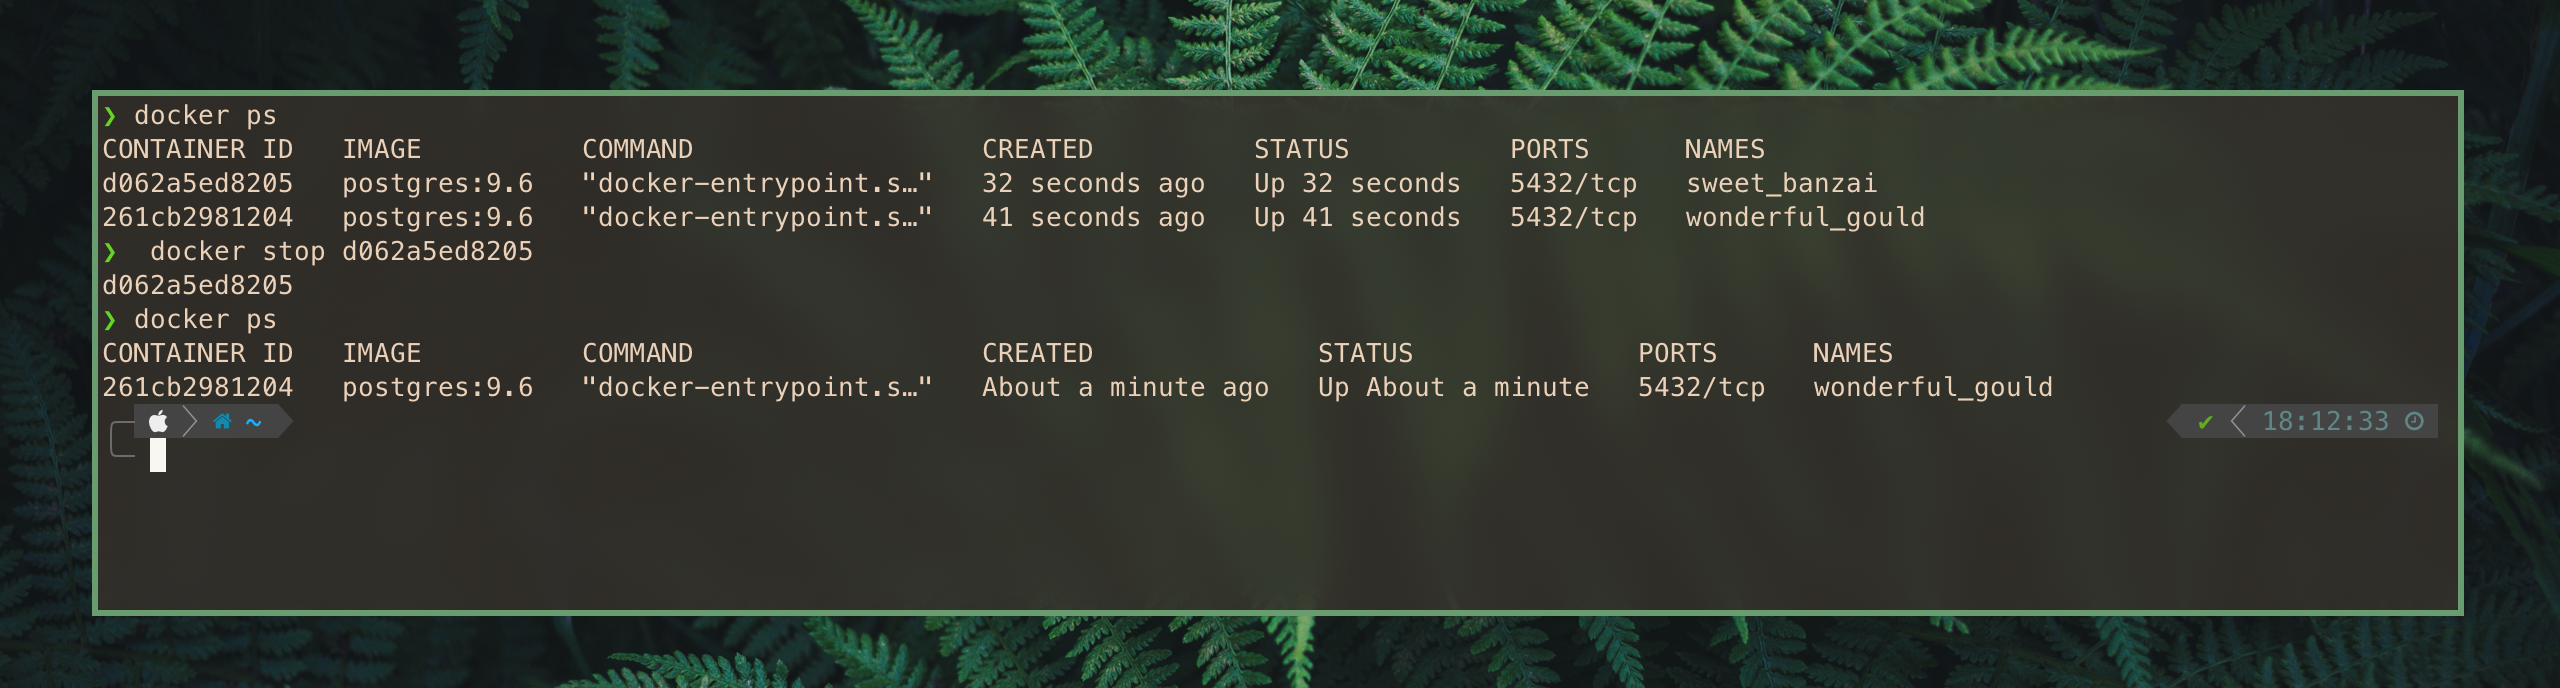 ❯ docker ps
CONTAINER ID   IMAGE          COMMAND                  CREATED          STATUS          PORTS      NAMES
d062a5ed8205   postgres:9.6   "docker-entrypoint.s…"   32 seconds ago   Up 32 seconds   5432/tcp   sweet_banzai
261cb2981204   postgres:9.6   "docker-entrypoint.s…"   41 seconds ago   Up 41 seconds   5432/tcp   wonderful_gould
❯  docker stop d062a5ed8205
d062a5ed8205
❯ docker ps
CONTAINER ID   IMAGE          COMMAND                  CREATED              STATUS              PORTS      NAMES
261cb2981204   postgres:9.6   "docker-entrypoint.s…"   About a minute ago   Up About a minute   5432/tcp   wonderful_gould
~ ✔ 18:12:33